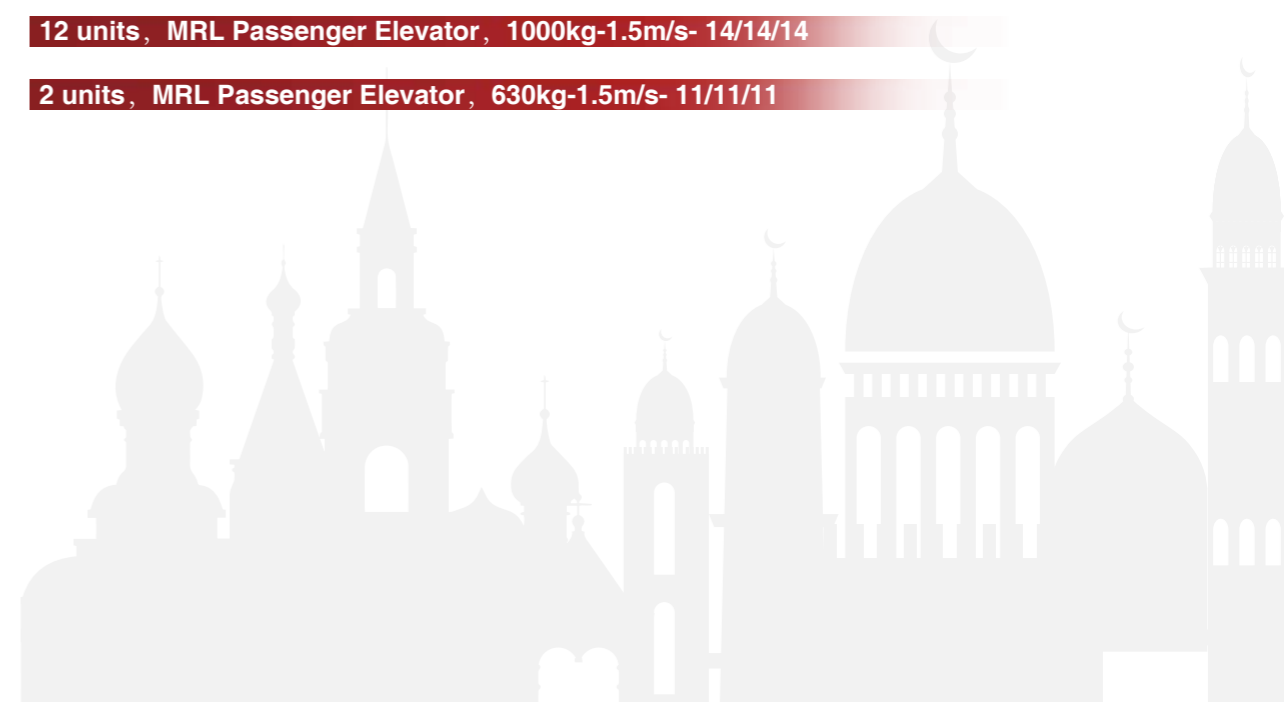 12 units，MRL Passenger Elevator，1000kg-1.5m/s- 14/14/14
2 units，MRL Passenger Elevator，630kg-1.5m/s- 11/11/11